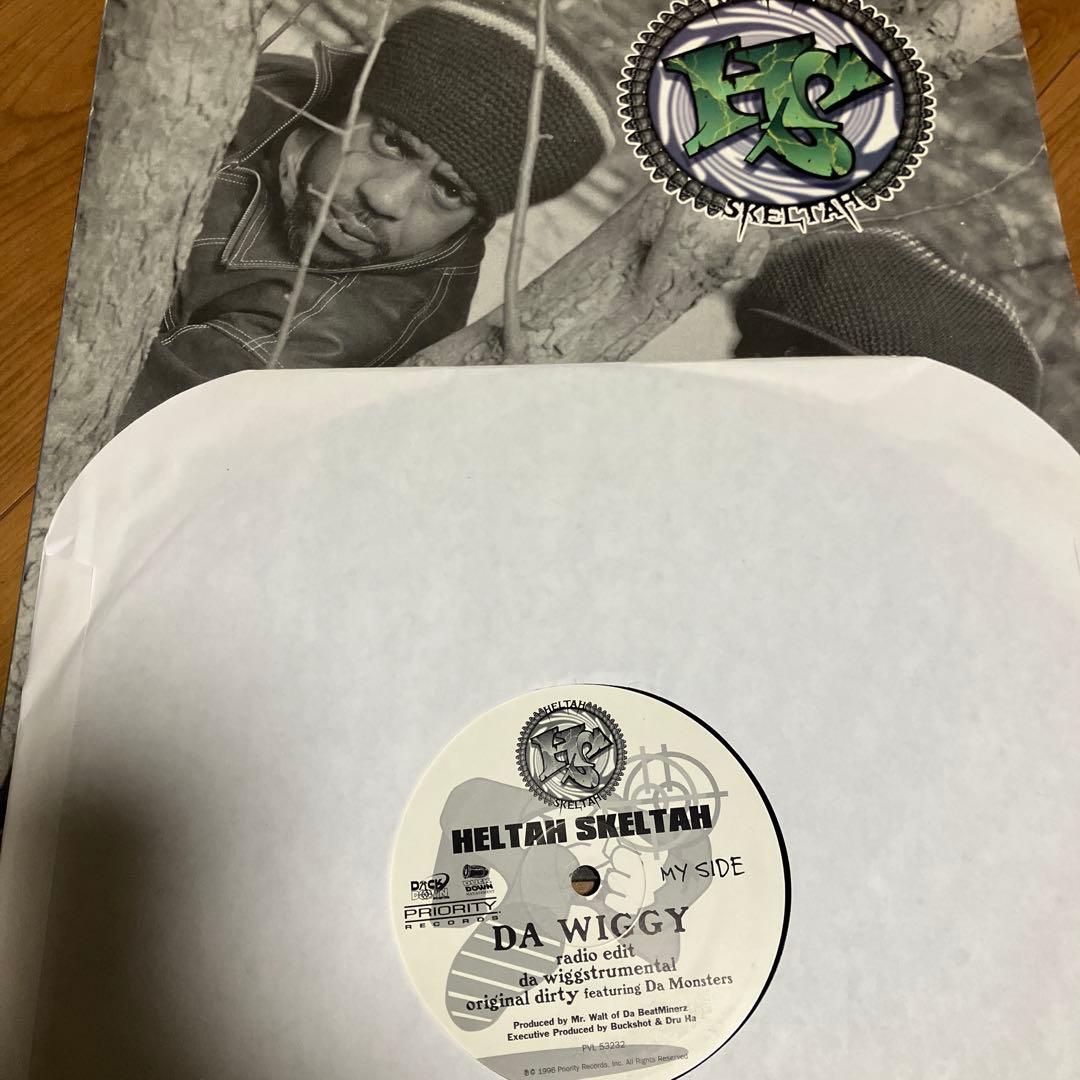 HS
SKELTAH
HELTAH
HS
SKELTAH
HELTAH SKELTAH
MY SIDE
DUCK DOWN
DOWN
MANAGEMENT
PRIORITY
RECORDS
DA WIGGY
radio edit
da wiggstrumental
original dirty featuring Da Monsters
Produced by Mr. Walt of Da BeatMinerz
Executive Produced by Buckshot & Dru Ha
PVL 53232
℗© 1996 Priority Records, Inc. All Rights Reserved